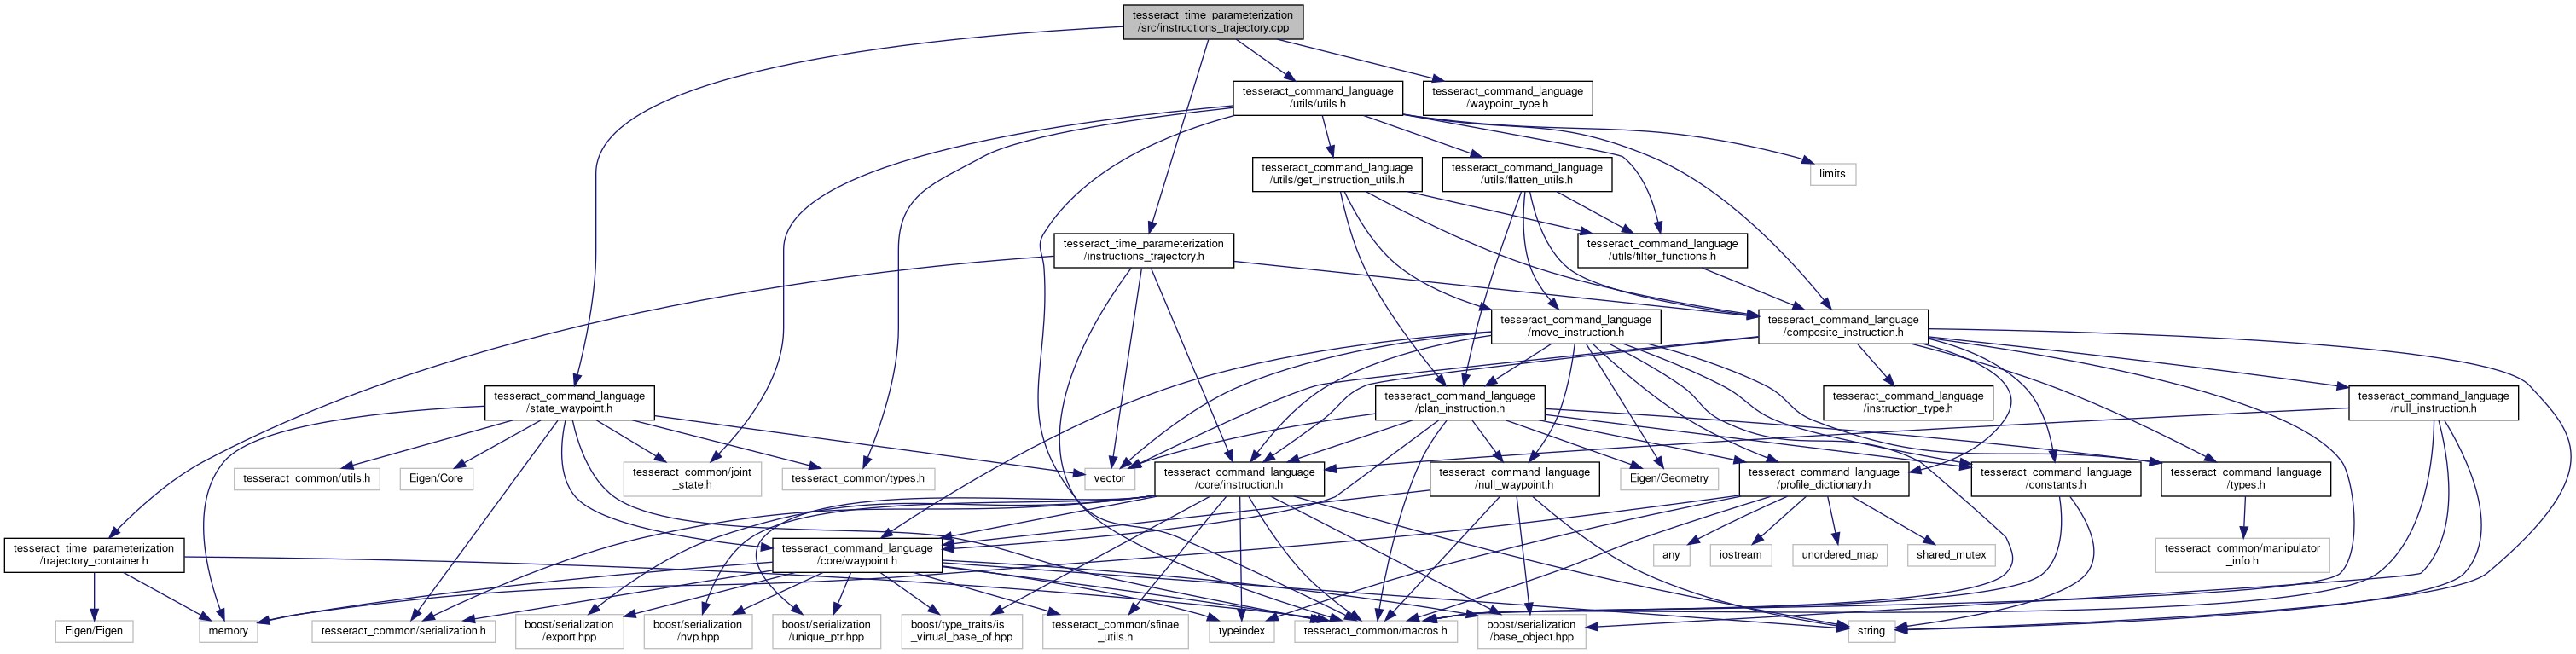 tesseract_time_parameterization
/src/instructions_trajectory.cpp
tesseract_command_language
/utils/utils.h
tesseract_command_language
/waypoint_type.h
tesseract_command_language
/utils/get_instruction_utils.h
tesseract_command_language
/utils/flatten_utils.h
limits
tesseract_time_parameterization
/instructions_trajectory.h
tesseract_command_language
/utils/filter_functions.h
tesseract_command_language
/move_instruction.h
tesseract_command_language
/composite_instruction.h
tesseract_command_language
/state_waypoint.h
tesseract_command_language
/plan_instruction.h
tesseract_command_language
/instruction_type.h
tesseract_command_language
/null_instruction.h
tesseract_common/utils.h
Eigen/Core
tesseract_common/joint
_state.h
tesseract_common/types.h
vector
tesseract_command_language
/core/instruction.h
tesseract_command_language
/null_waypoint.h
Eigen/Geometry
tesseract_command_language
/profile_dictionary.h
tesseract_command_language
/constants.h
tesseract_command_language
/types.h
tesseract_time_parameterization
/trajectory_container.h
tesseract_command_language
/core/waypoint.h
any
iostream
unordered_map
shared_mutex
tesseract_common/manipulator
_info.h
Eigen/Eigen
memory
tesseract_common/serialization.h
boost/serialization
/export.hpp
boost/serialization
/nvp.hpp
boost/serialization
/unique_ptr.hpp
boost/type_traits/is
_virtual_base_of.hpp
tesseract_common/sfinae
_utils.h
typeindex
tesseract_common/macros.h
boost/serialization
/base_object.hpp
string